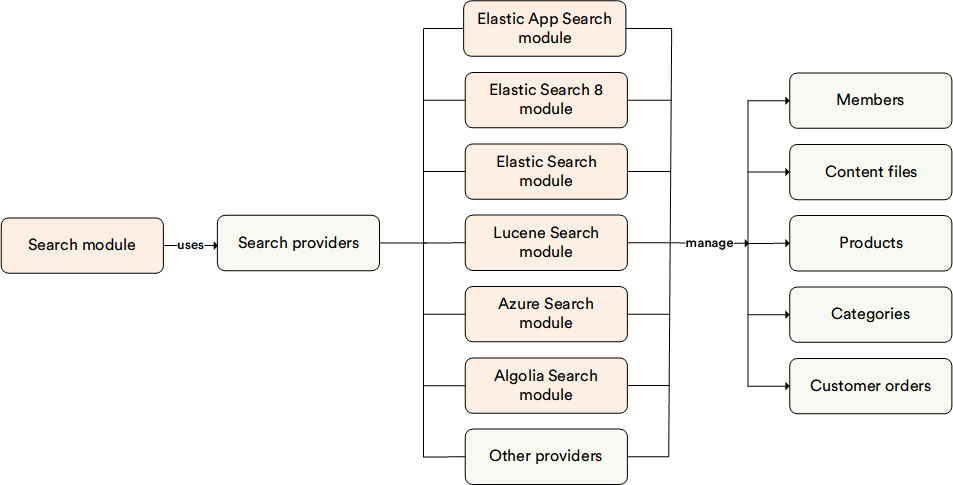 Search module
uses
Search providers
Elastic App Search
module
Elastic Search 8
module
Elastic Search
module
Lucene Search
module
Azure Search
module
Algolia Search
module
Other providers
manage
Members
Content files
Products
Categories
Customer orders